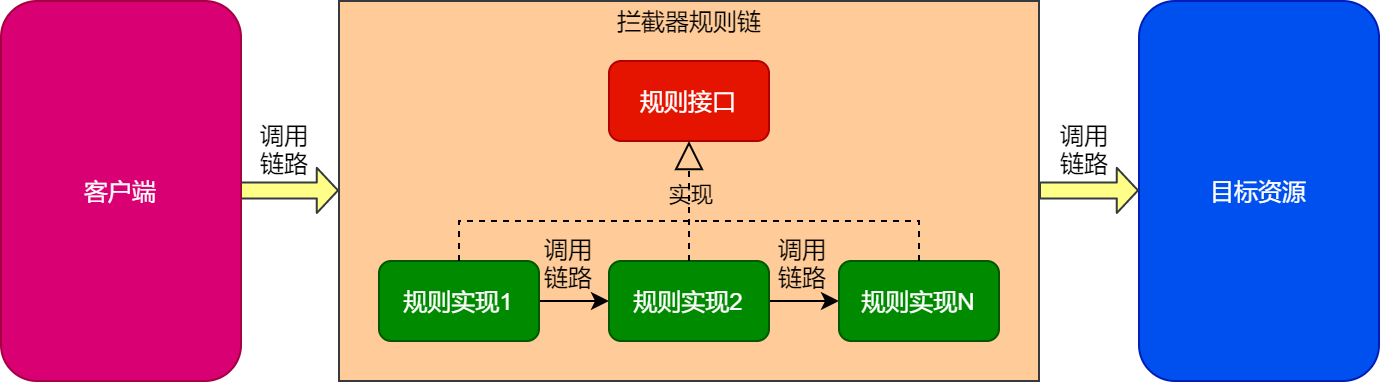 拦截器规则链
规则接口
调用
链路
调用
链路
客户端
实现
目标资源
调用
链路
调用
链路
规则实现1
规则实现2
规则实现N